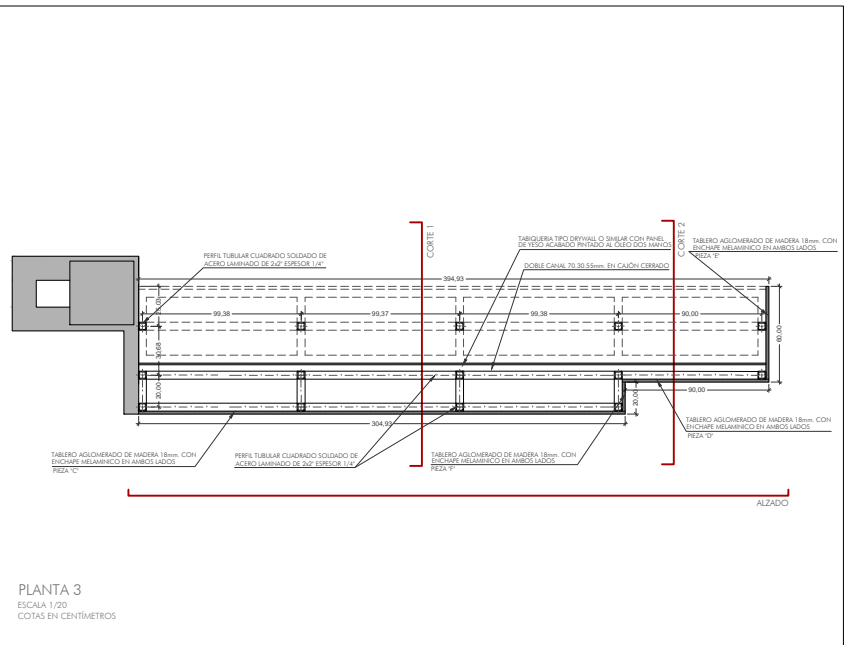 CORTE 1
CORTE 2
TABIQUERIA TIPO DRYWALL O SIMILAR CON PANEL
DE YESO ACABADO PINTADO AL ÓLEO DOS MANOS
TABLERO AGLOMERADO DE MADERA 18mm. CON
ENCHAPE MELAMINICO EN AMBOS LADOS
PIEZA "E"
PERFIL TUBULAR CUADRADO SOLDADO DE
ACERO LAMINADO DE 2x2" ESPESOR 1/4"
DOBLE CANAL 70.30.55mm. EN CAJÓN CERRADO
394,93
99,38
99,37
99,38
90,00
60,00
30,68
20,00
20,00
90,00
304,93
TABLERO AGLOMERADO DE MADERA 18mm. CON
ENCHAPE MELAMINICO EN AMBOS LADOS
PIEZA "D"
TABLERO AGLOMERADO DE MADERA 18mm. CON
ENCHAPE MELAMINICO EN AMBOS LADOS
PIEZA "C"
PERFIL TUBULAR CUADRADO SOLDADO DE
ACERO LAMINADO DE 2x2" ESPESOR 1/4"
TABLERO AGLOMERADO DE MADERA 18mm. CON
ENCHAPE MELAMINICO EN AMBOS LADOS
PIEZA "F"
ALZADO
PLANTA 3
ESCALA 1/20
COTAS EN CENTÍMETROS